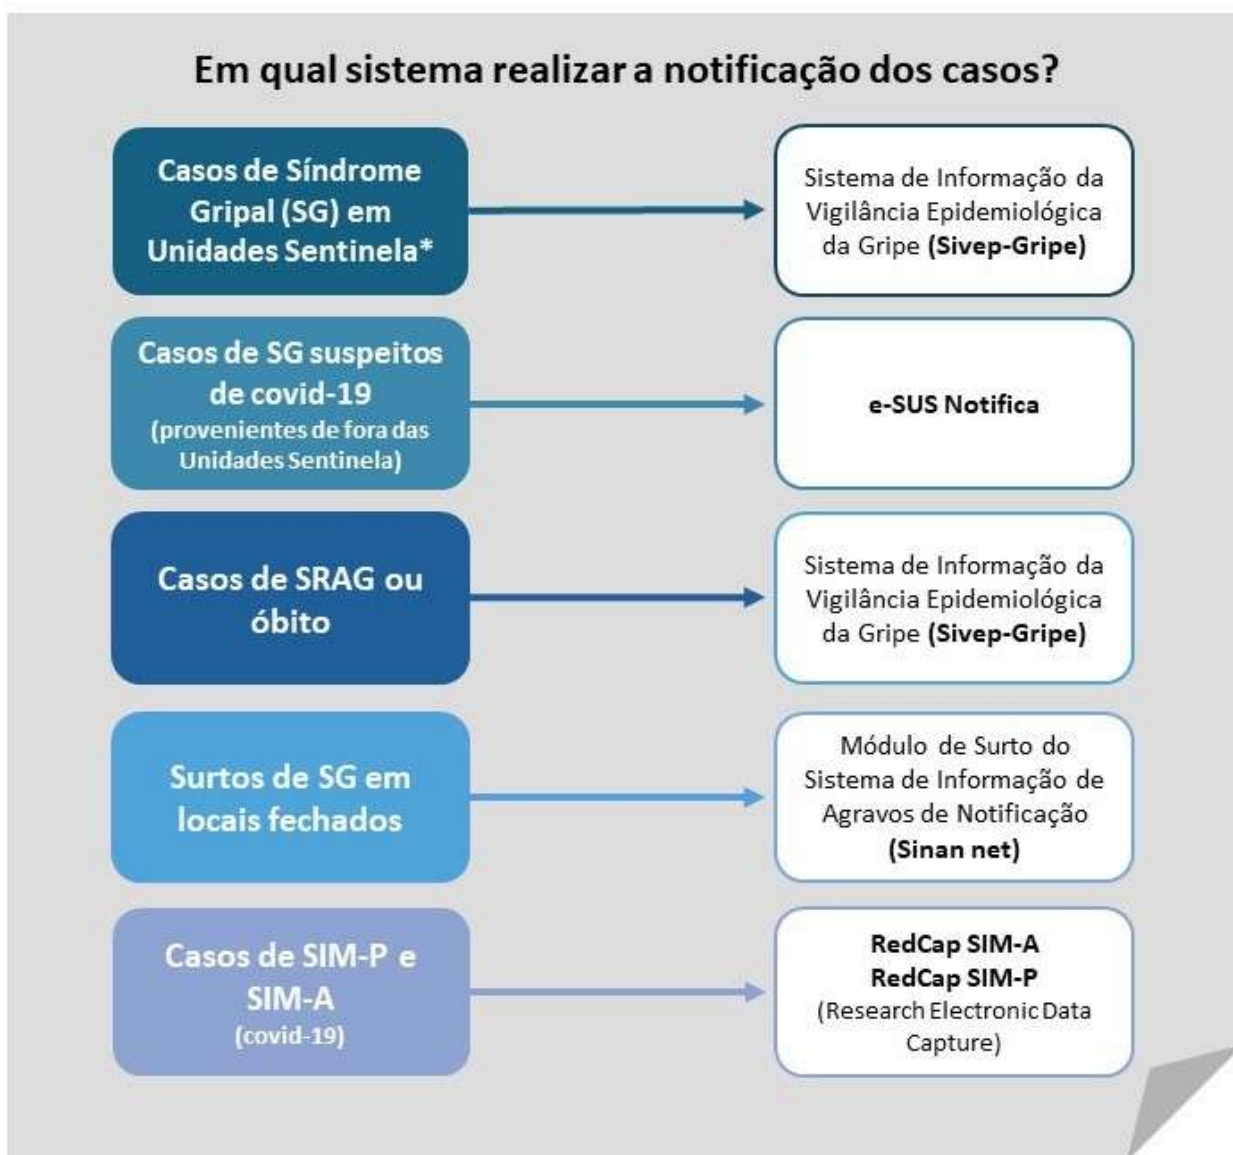 Em qual sistema realizar a notificação dos casos?
Casos de Síndrome
Gripal (SG) em
Unidades Sentinela*
Sistema de Informação da
Vigilância Epidemiológica
da Gripe (Sivep-Gripe)
Casos de SG suspeitos
de covid-19
(provenientes de fora das
Unidades Sentinela)
e-SUS Notifica
Casos de SRAG ou
óbito
Sistema de Informação da
Vigilância Epidemiológica
da Gripe (Sivep-Gripe)
Surtos de SG em
locais fechados
Módulo de Surto do
Sistema de Informação de
Agravos de Notificação
(Sinan net)
Casos de SIM-P e
SIM-A
(covid-19)
RedCap SIM-A
RedCap SIM-P
(Research Electronic Data
Capture)